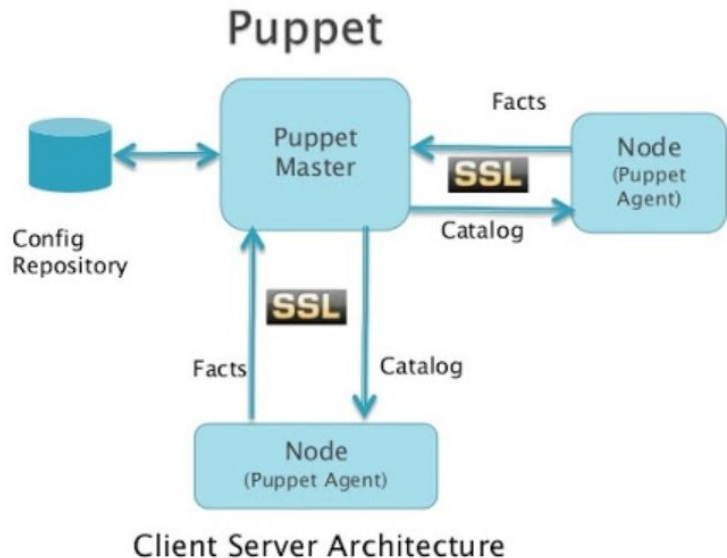 Puppet
Puppet
Master
Facts
SSL
Catalog
Node
(Puppet
Agent)
Config
Repository
SSL
Facts
Catalog
Node
(Puppet Agent)
Client Server Architecture